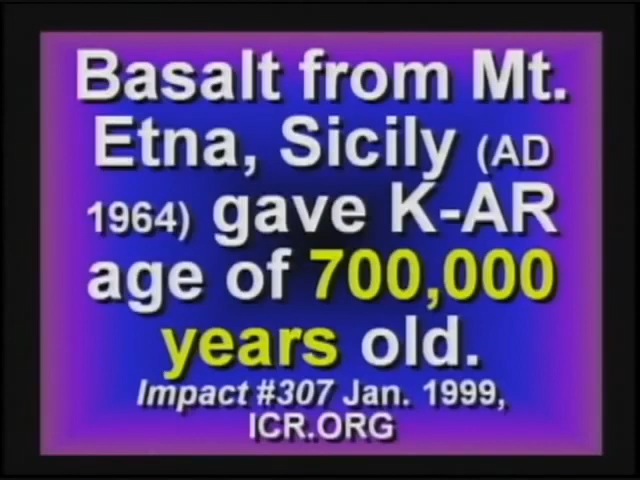 Basalt from Mt.
Etna, Sicily (AD
1964) gave K-AR
age of 700,000
years old.
Impact #307 Jan. 1999,
ICR.ORG